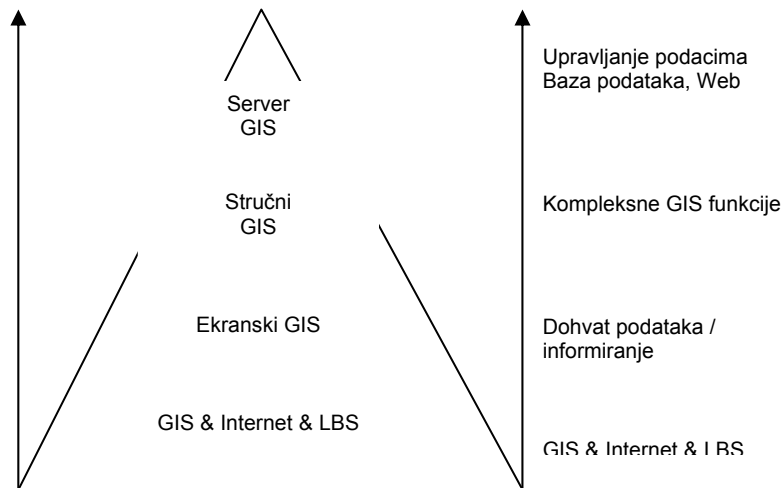 Server
GIS
Stručni
GIS
Ekranski GIS
GIS & Internet & LBS
Upravljanje podacima
Baza podataka, Web
Kompleksne GIS funkcije
Dohvat podataka /
informiranje
GIS & Internet & LBS